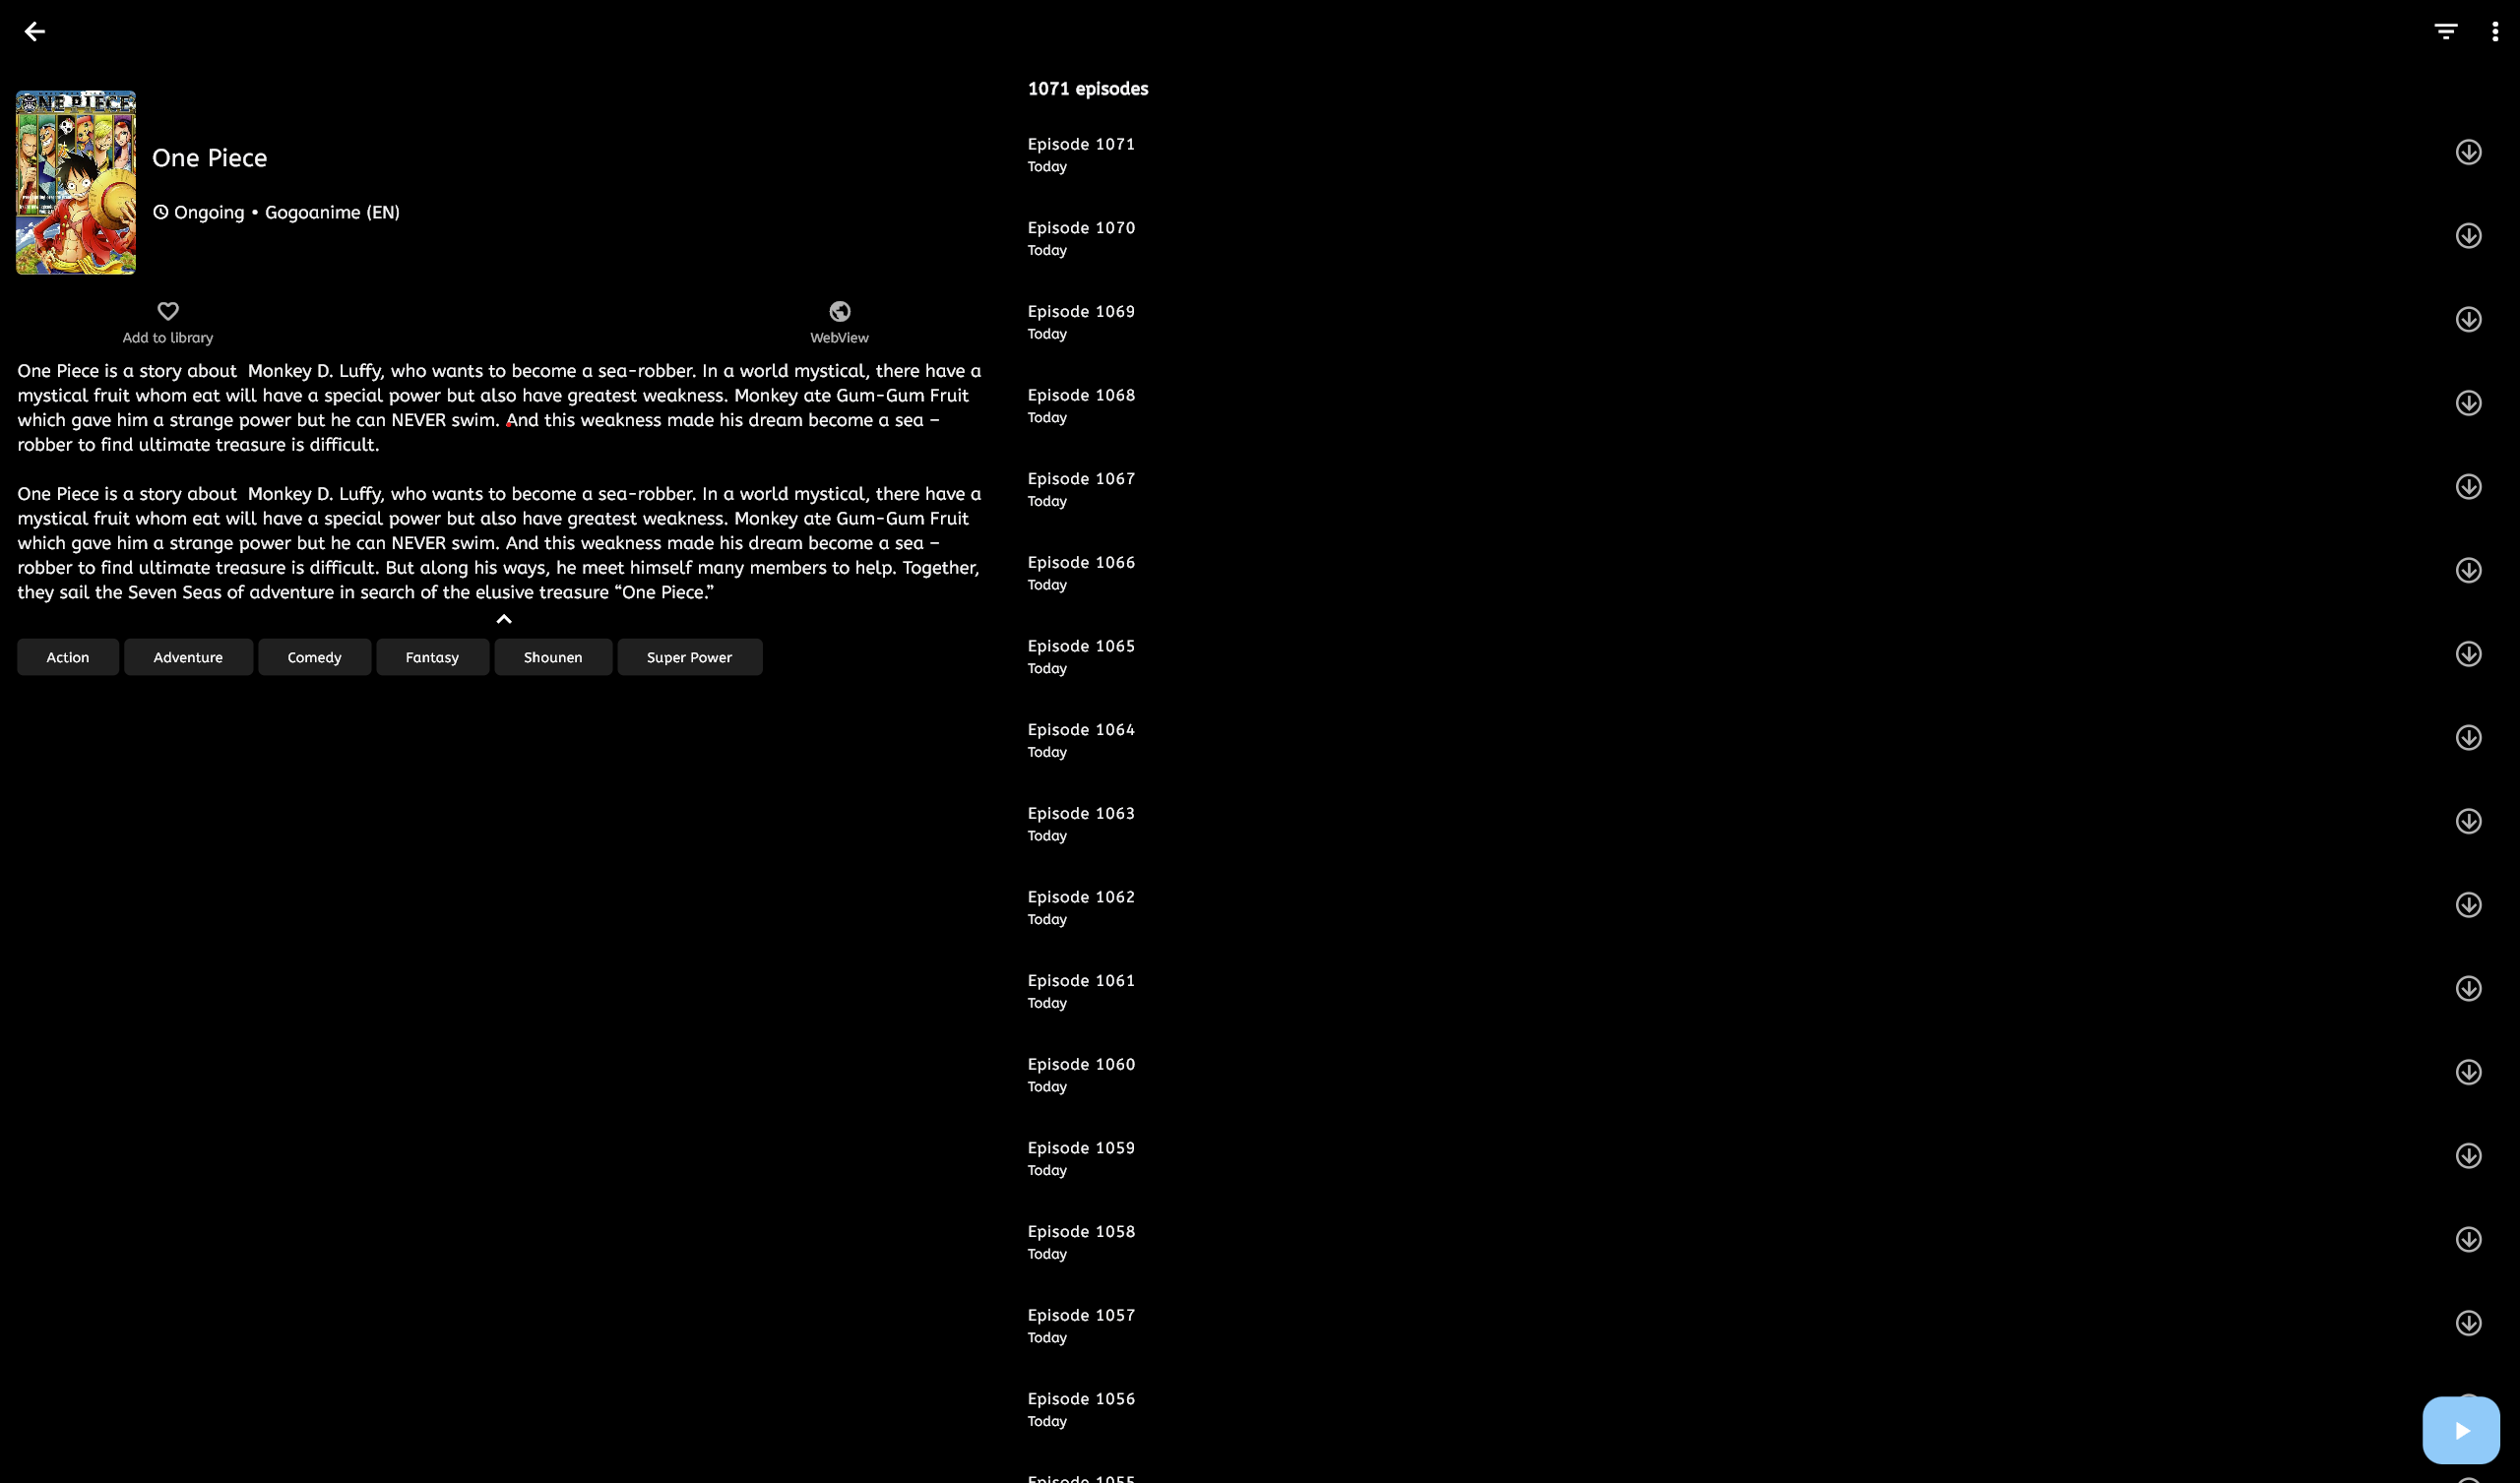 1071 episodes
ONE PIECE
One Piece
Ongoing • Gogoanime (EN)
Add to library
WebView
One Piece is a story about  Monkey D. Luffy, who wants to become a sea-robber. In a world mystical, there have a
mystical fruit whom eat will have a special power but also have greatest weakness. Monkey ate Gum-Gum Fruit
which gave him a strange power but he can NEVER swim. And this weakness made his dream become a sea –
robber to find ultimate treasure is difficult.
One Piece is a story about  Monkey D. Luffy, who wants to become a sea-robber. In a world mystical, there have a
mystical fruit whom eat will have a special power but also have greatest weakness. Monkey ate Gum-Gum Fruit
which gave him a strange power but he can NEVER swim. And this weakness made his dream become a sea –
robber to find ultimate treasure is difficult. But along his ways, he meet himself many members to help. Together,
they sail the Seven Seas of adventure in search of the elusive treasure “One Piece.”
Action
Adventure
Comedy
Fantasy
Shounen
Super Power
Episode 1071
Today
Episode 1070
Today
Episode 1069
Today
Episode 1068
Today
Episode 1067
Today
Episode 1066
Today
Episode 1065
Today
Episode 1064
Today
Episode 1063
Today
Episode 1062
Today
Episode 1061
Today
Episode 1060
Today
Episode 1059
Today
Episode 1058
Today
Episode 1057
Today
Episode 1056
Today
Episode 1055